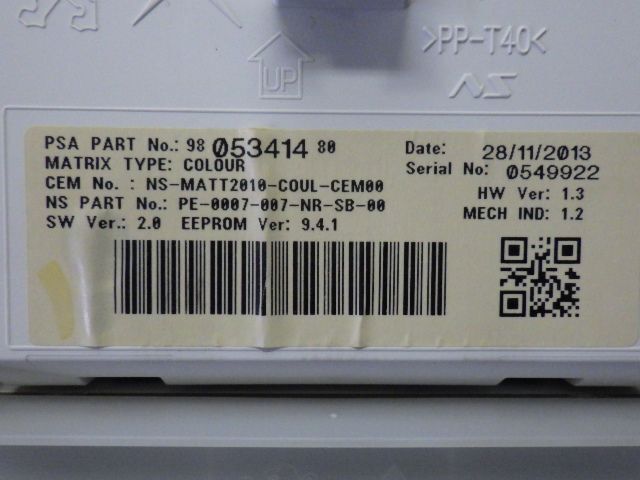 >PP-T40<
UP
NS
PSA PART No.: 98 053414 80
MATRIX TYPE: COLOUR
CEM No. : NS-MATT2010-COUL-CEM00
NS PART No.: PE-0007-007-NR-SB-00
SW Ver.: 2.0 EEPROM Ver: 9.4.1
Date: 28/11/2013
Serial No: 0549922
HW Ver: 1.3
MECH IND: 1.2